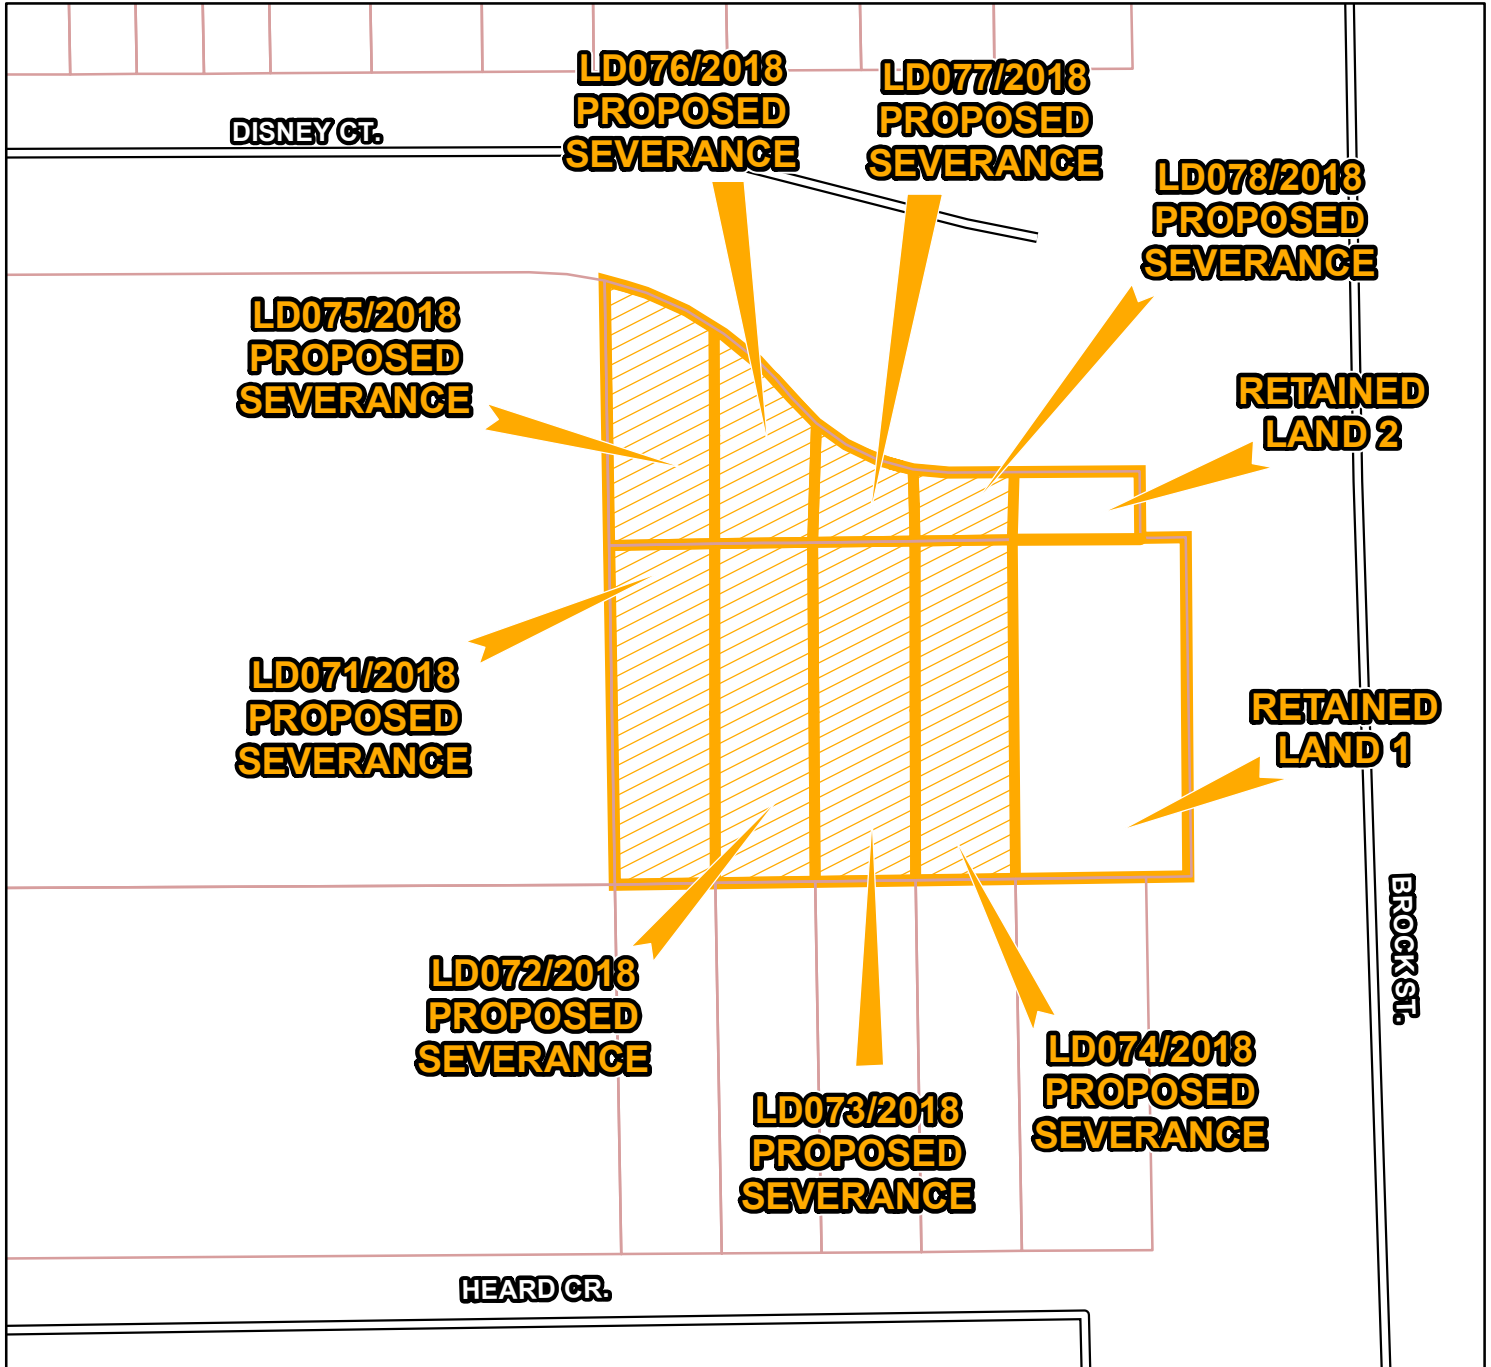 LD076/2018
PROPOSED
SEVERANCE
LD077/2018
PROPOSED
SEVERANCE
DISNEY CT.
LD078/2018
PROPOSED
SEVERANCE
LD075/2018
PROPOSED
SEVERANCE
RETAINED
LAND 2
LD071/2018
PROPOSED
SEVERANCE
RETAINED
LAND 1
BROCK ST.
LD072/2018
PROPOSED
SEVERANCE
LD074/2018
PROPOSED
SEVERANCE
LD073/2018
PROPOSED
SEVERANCE
HEARD CR.